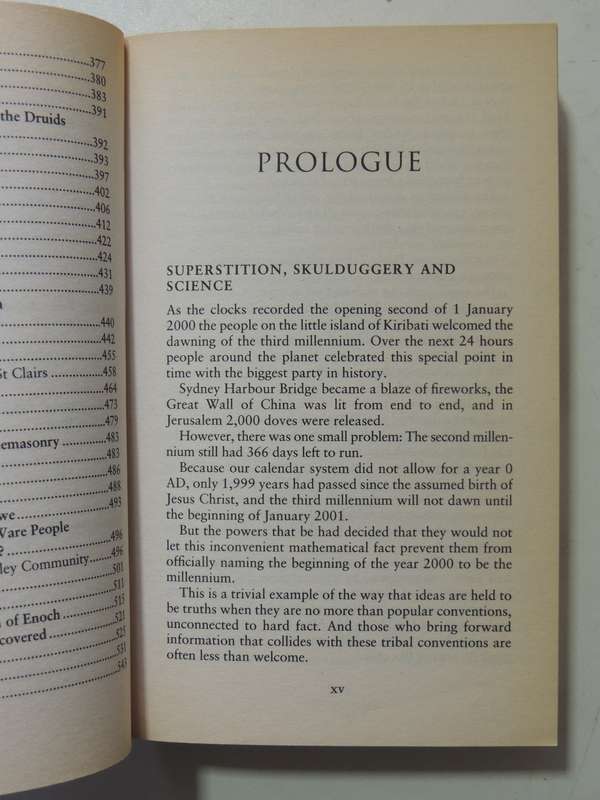 377
380
383
391
the Druids
392
393
397
402
406
412
422
424
431
439
440
442
455
St Clairs 458
464
473
479
emasonry 483
483
486
488
493
we
Ware People
? 496
ley Community 496
501
511
n of Enoch 515
covered 521
525
531
543
PROLOGUE
SUPERSTITION, SKULDUGGERY AND
SCIENCE
As the clocks recorded the opening second of 1 January
2000 the people on the little island of Kiribati welcomed the
dawning of the third millennium. Over the next 24 hours
people around the planet celebrated this special point in
time with the biggest party in history.
Sydney Harbour Bridge became a blaze of fireworks, the
Great Wall of China was lit from end to end, and in
Jerusalem 2,000 doves were released.
However, there was one small problem: The second millen-
nium still had 366 days left to run.
Because our calendar system did not allow for a year 0
AD, only 1,999 years had passed since the assumed birth of
Jesus Christ, and the third millennium will not dawn until
the beginning of January 2001.
But the powers that be had decided that they would not
let this inconvenient mathematical fact prevent them from
officially naming the beginning of the year 2000 to be the
millennium.
This is a trivial example of the way that ideas are held to
be truths when they are no more than popular conventions,
unconnected to hard fact. And those who bring forward
information that collides with these tribal conventions are
often less than welcome.
xv